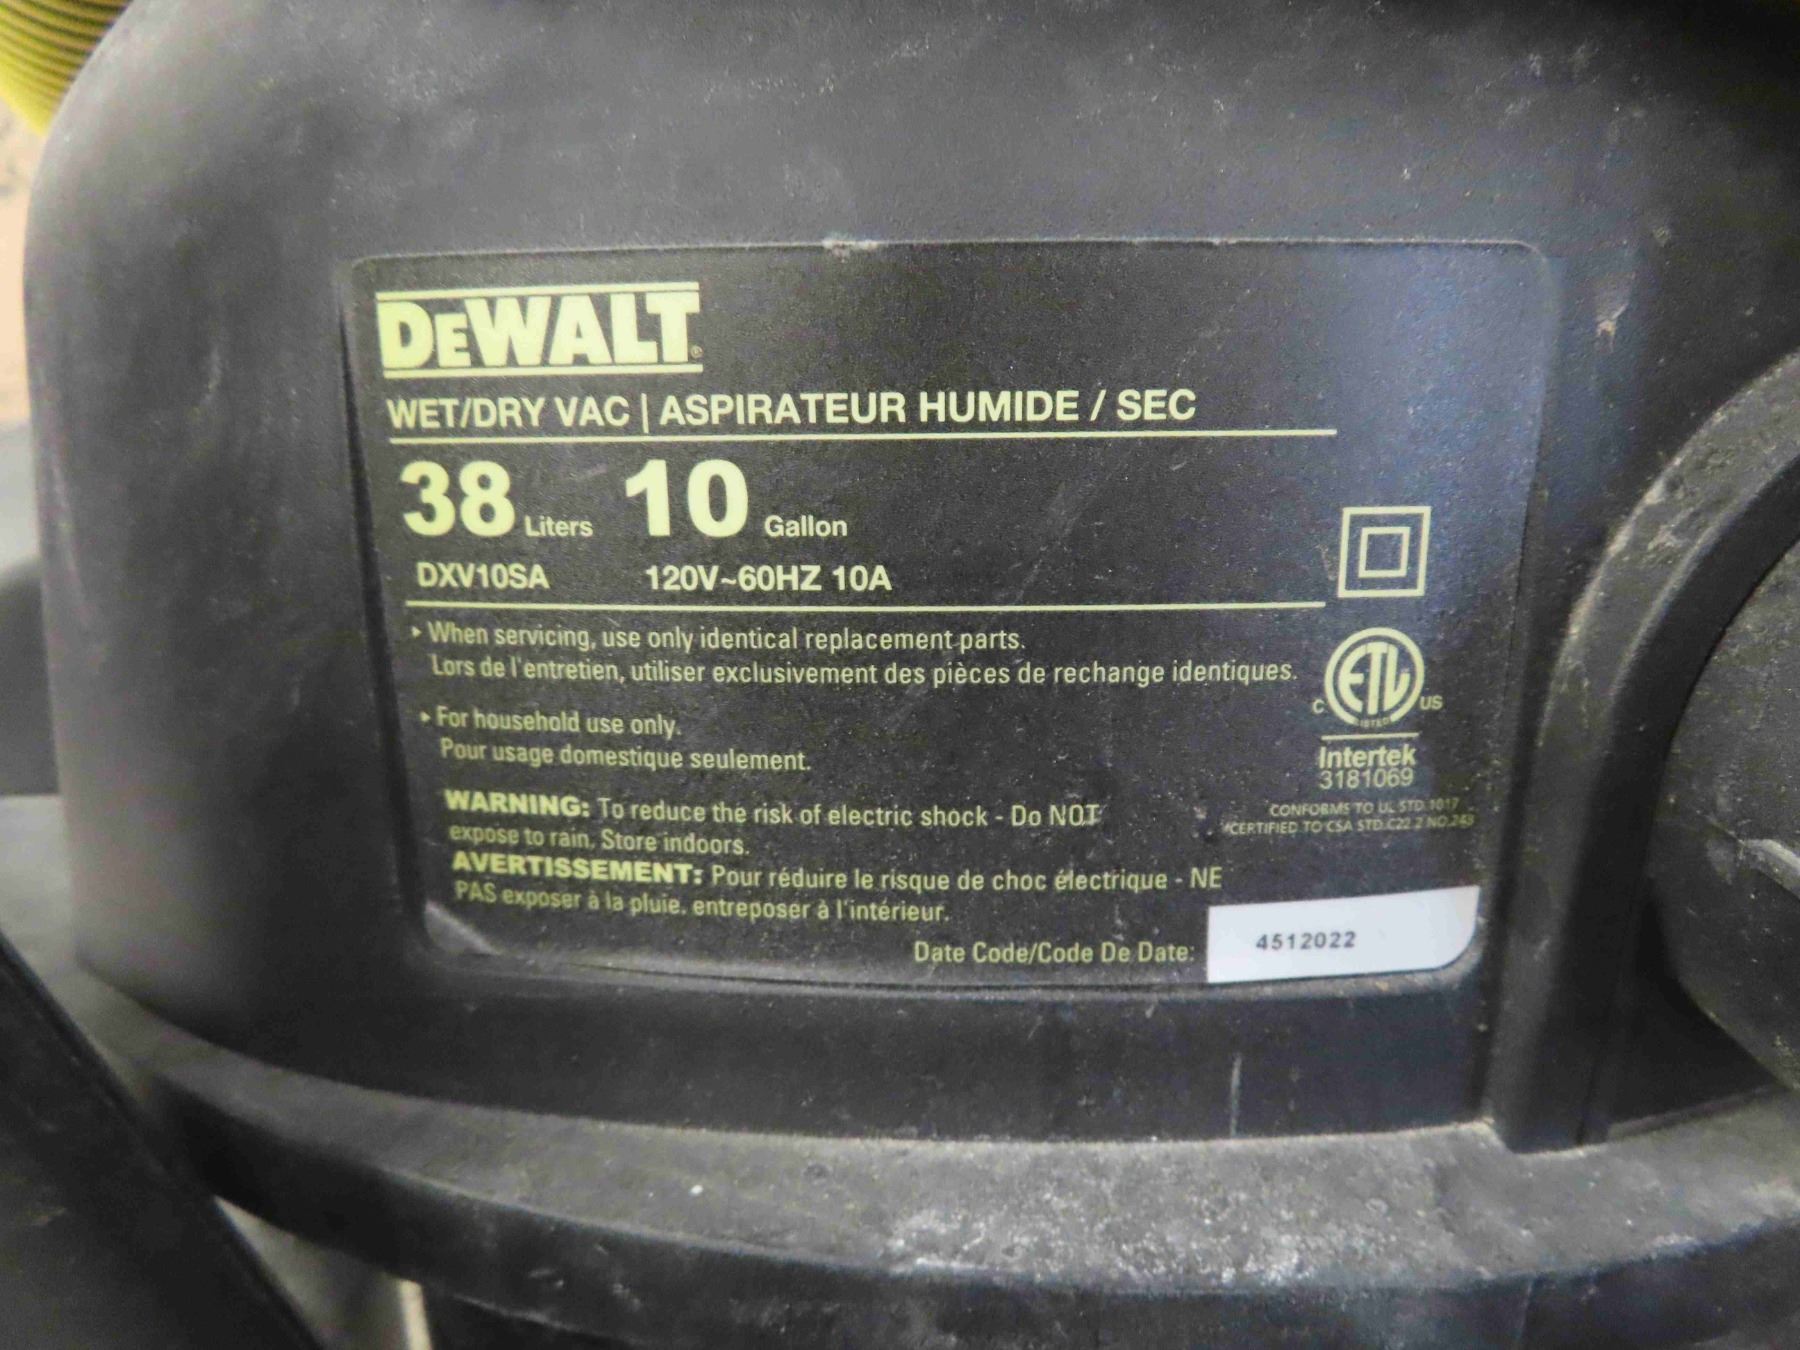 DEWALT®
WET/DRY VAC | ASPIRATEUR HUMIDE / SEC
38 Liters 10 Gallon
DXV10SA 120V~60HZ 10A
▸ When servicing, use only identical replacement parts.
Lors de l'entretien, utiliser exclusivement des pièces de rechange identiques.
▸ For household use only.
Pour usage domestique seulement.
WARNING: To reduce the risk of electric shock - Do NOT
expose to rain. Store indoors.
AVERTISSEMENT: Pour réduire le risque de choc électrique - NE
PAS exposer à la pluie. entreposer à l'intérieur.
ETL
LISTED
C US
Intertek
3181069
CONFORMS TO UL STD.1017
CERTIFIED TO CSA STD.C22.2 NO.243
Date Code/Code De Date: 4512022